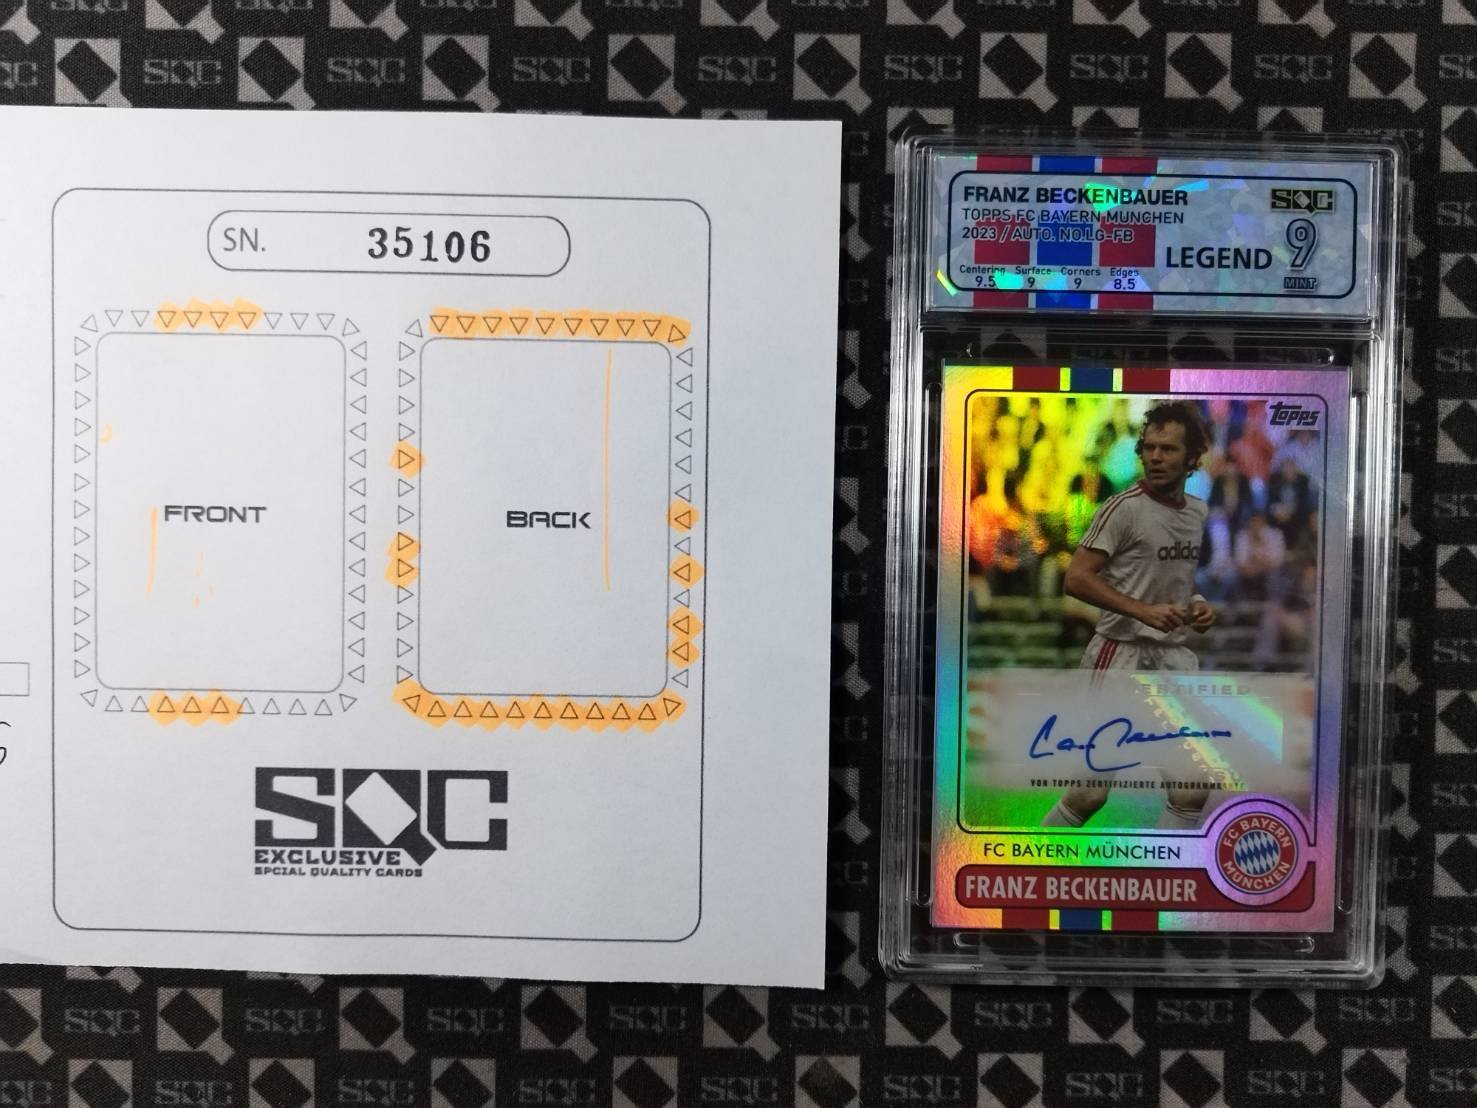 SN. 35106
FRONT
BACK
SQC
EXCLUSIVE
SPCIAL QUALITY CARDS
FRANZ BECKENBAUER
TOPPS FC BAYERN MUNCHEN
2023 / AUTO. NO.LG-FB
SQC
9
LEGEND
MINT
Centering Surface Corners Edges
9.5 9 9 8.5
Topps
adidas
VON TOPPS ZERTIFIZIERTE
FC BAYERN MÜNCHEN
FC BAYERN MÜNCHEN
FRANZ BECKENBAUER